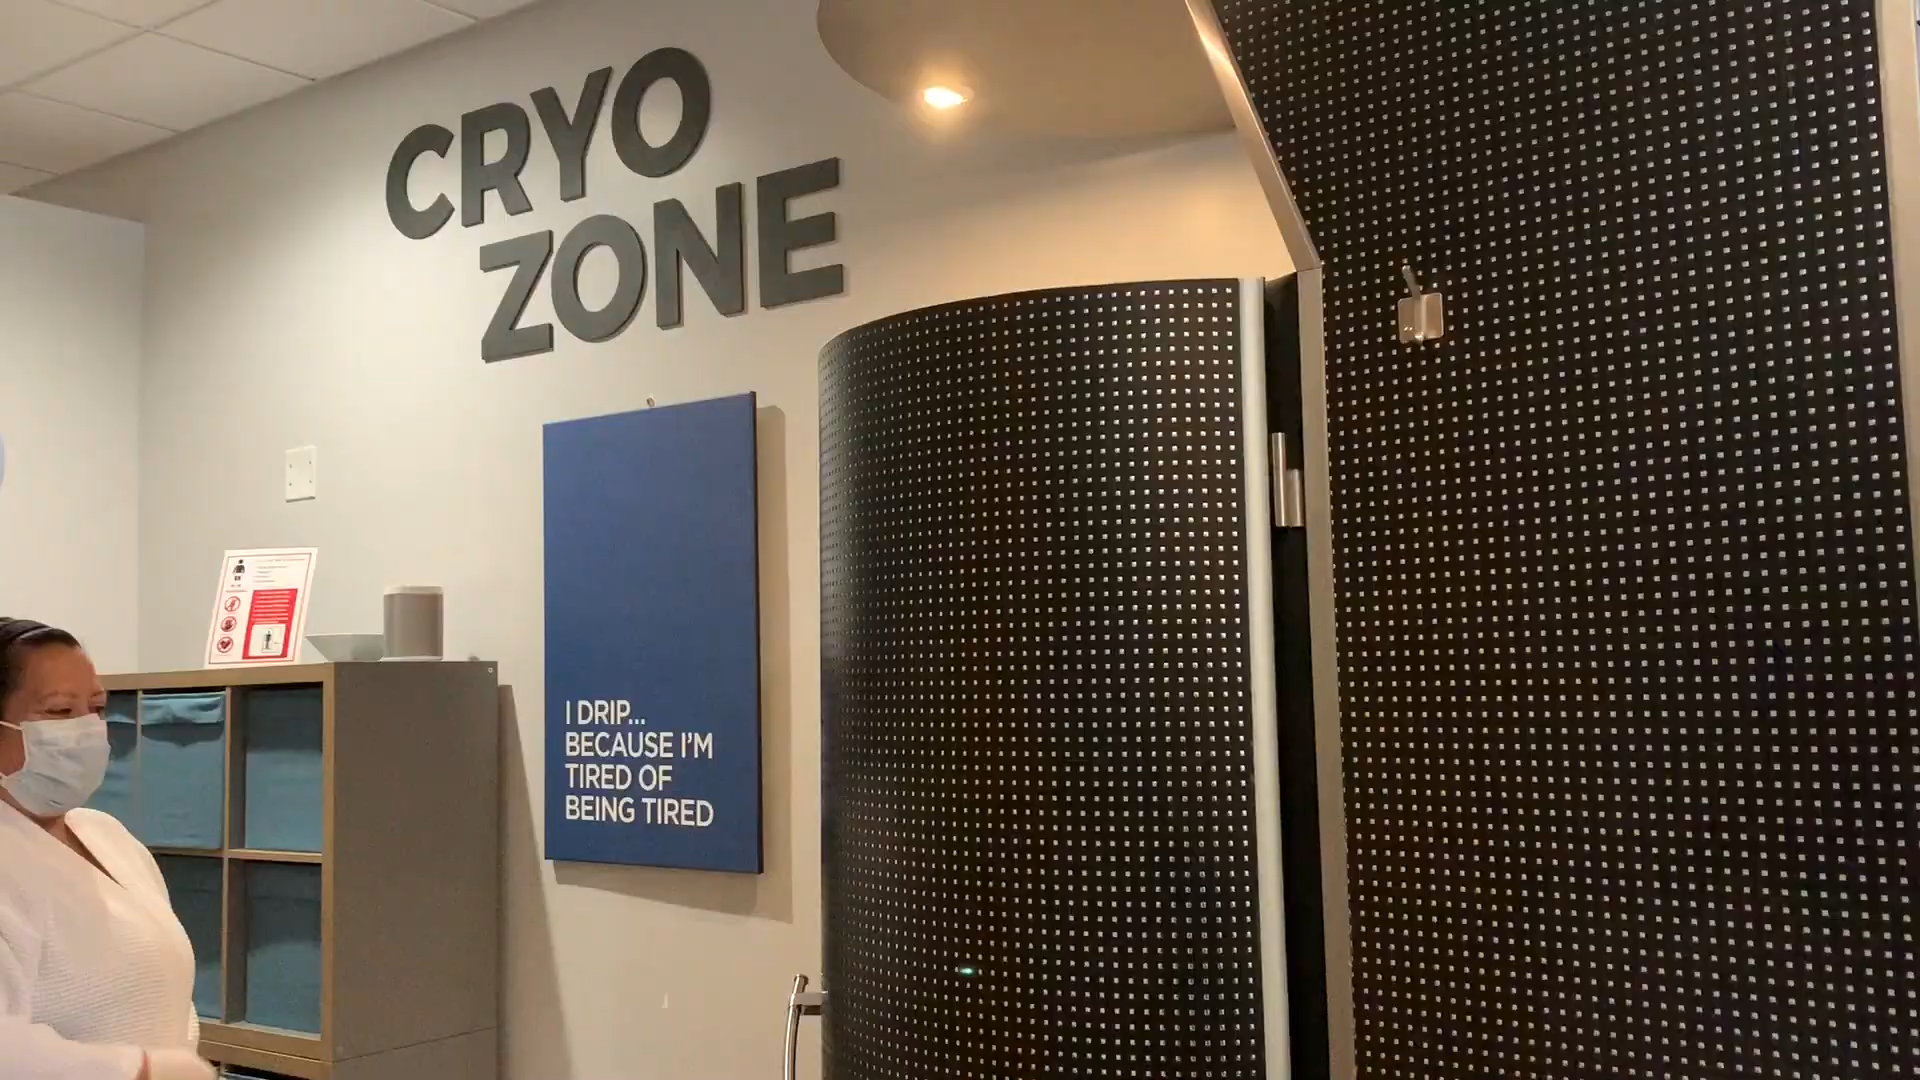 CRYO
ZONE
I DRIP...
BECAUSE I'M
TIRED OF
BEING TIRED